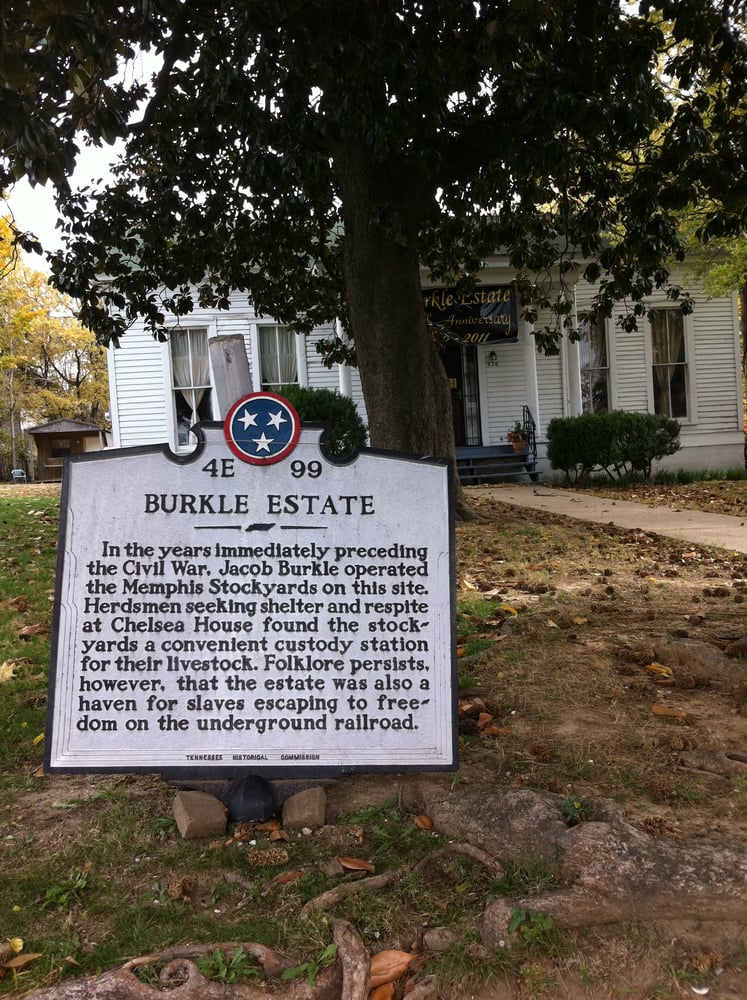 rkle Estate
Anniversary
2011
4E 99
BURKLE ESTATE
In the years immediately preceding
the Civil War, Jacob Burkle operated
the Memphis Stockyards on this site.
Herdsmen seeking shelter and respite
at Chelsea House found the stock-
yards a convenient custody station
for their livestock. Folklore persists,
however, that the estate was also a
haven for slaves escaping to free-
dom on the underground railroad.
TENNESSEE HISTORICAL COMMISSION